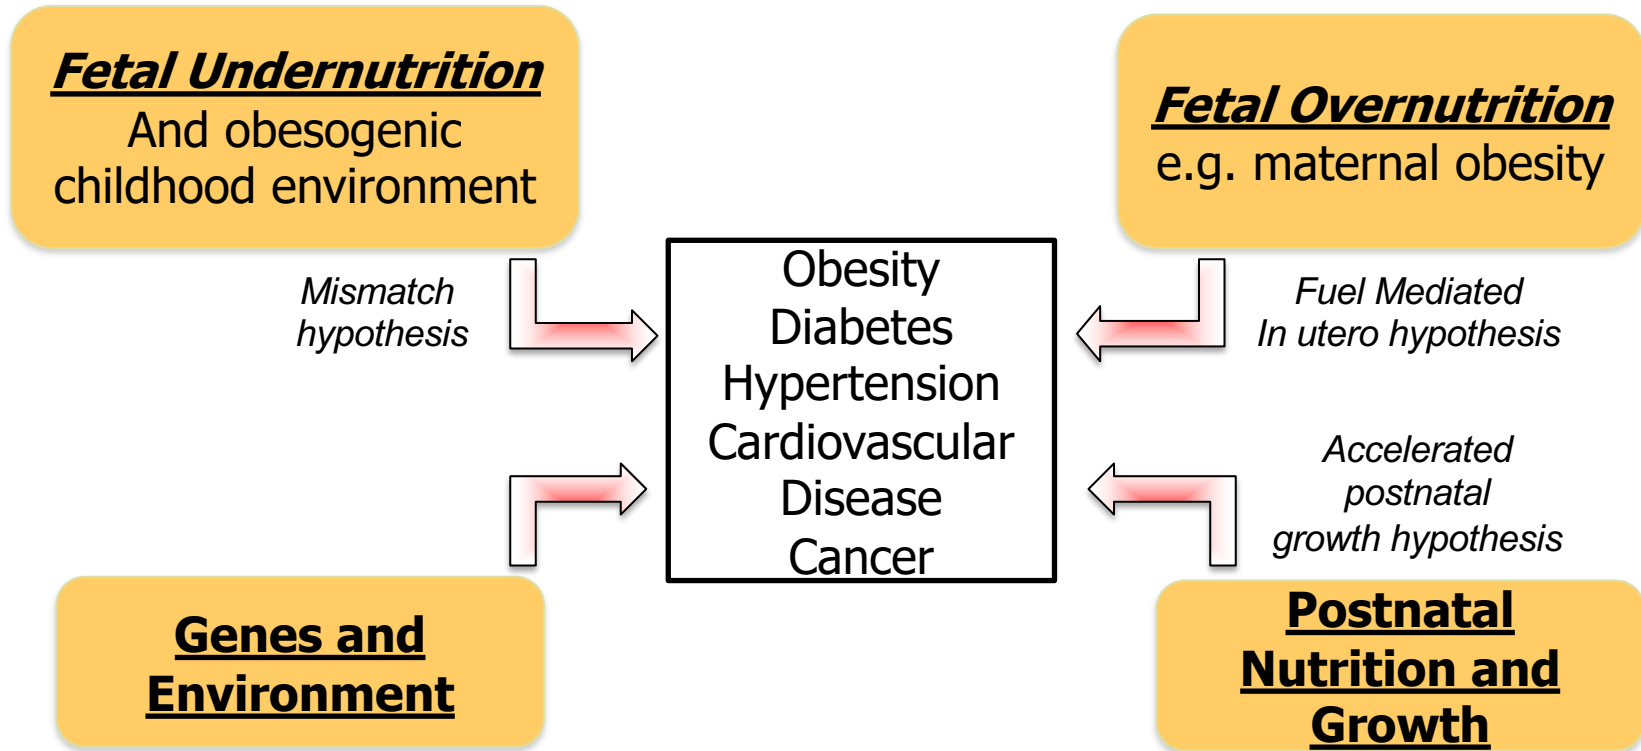 Fetal Undernutrition
And obesogenic
childhood environment
Fetal Overnutrition
e.g. maternal obesity
Mismatch
hypothesis
Obesity
Diabetes
Hypertension
Cardiovascular
Disease
Cancer
Fuel Mediated
In utero hypothesis
Accelerated
postnatal
growth hypothesis
Genes and
Environment
Postnatal
Nutrition and
Growth